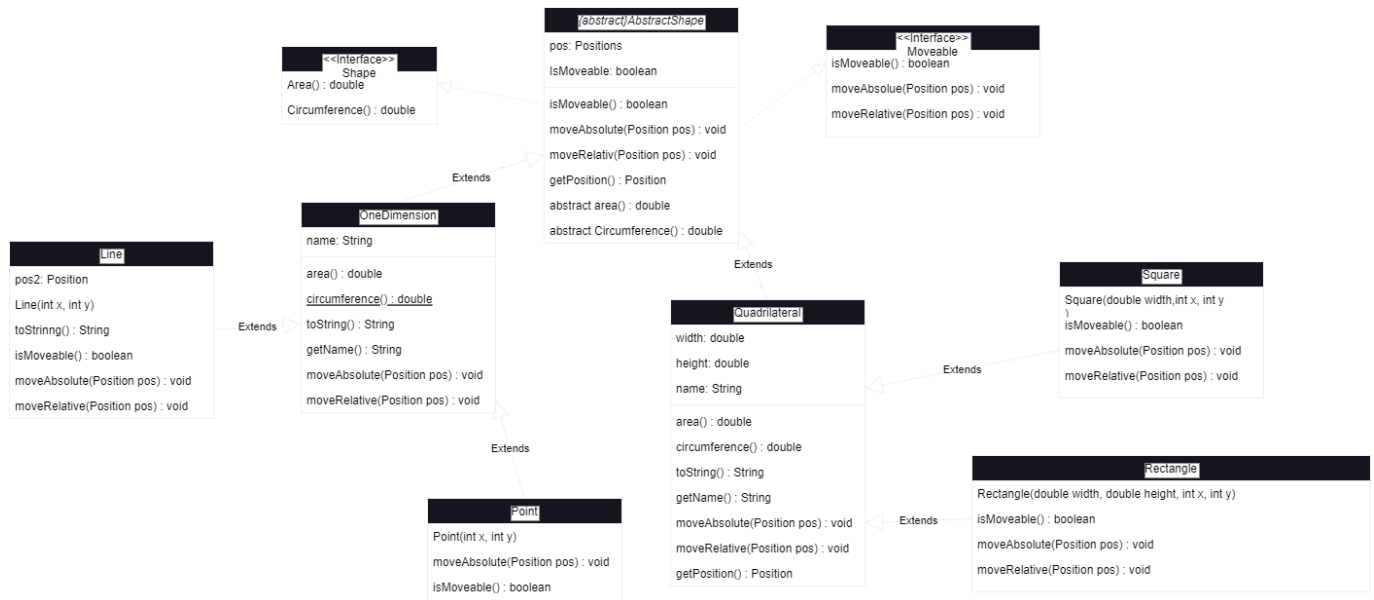 {abstract}AbstractShape
pos: Positions
IsMoveable: boolean
isMoveable() : boolean
moveAbsolute(Position pos) : void
moveRelativ(Position pos) : void
getPosition() : Position
abstract area() : double
abstract Circumference() : double
<<Interface>>
Shape
Area() : double
Circumference() : double
<<Interface>>
Moveable
isMoveable() : boolean
moveAbsolue(Position pos) : void
moveRelative(Position pos) : void
Extends
OneDimension
name: String
area() : double
circumference() : double
toString() : String
getName() : String
moveAbsolute(Position pos) : void
moveRelative(Position pos) : void
Line
pos2: Position
Line(int x, int y)
toStrinng() : String
isMoveable() : boolean
moveAbsolute(Position pos) : void
moveRelative(Position pos) : void
Extends
Extends
Quadrilateral
width: double
height: double
name: String
area() : double
circumference() : double
toString() : String
getName() : String
moveAbsolute(Position pos) : void
moveRelative(Position pos) : void
getPosition() : Position
Square
Square(double width,int x, int y
)
isMoveable() : boolean
moveAbsolute(Position pos) : void
moveRelative(Position pos) : void
Extends
Extends
Point
Point(int x, int y)
moveAbsolute(Position pos) : void
isMoveable() : boolean
Rectangle
Rectangle(double width, double height, int x, int y)
isMoveable() : boolean
moveAbsolute(Position pos) : void
moveRelative(Position pos) : void
Extends